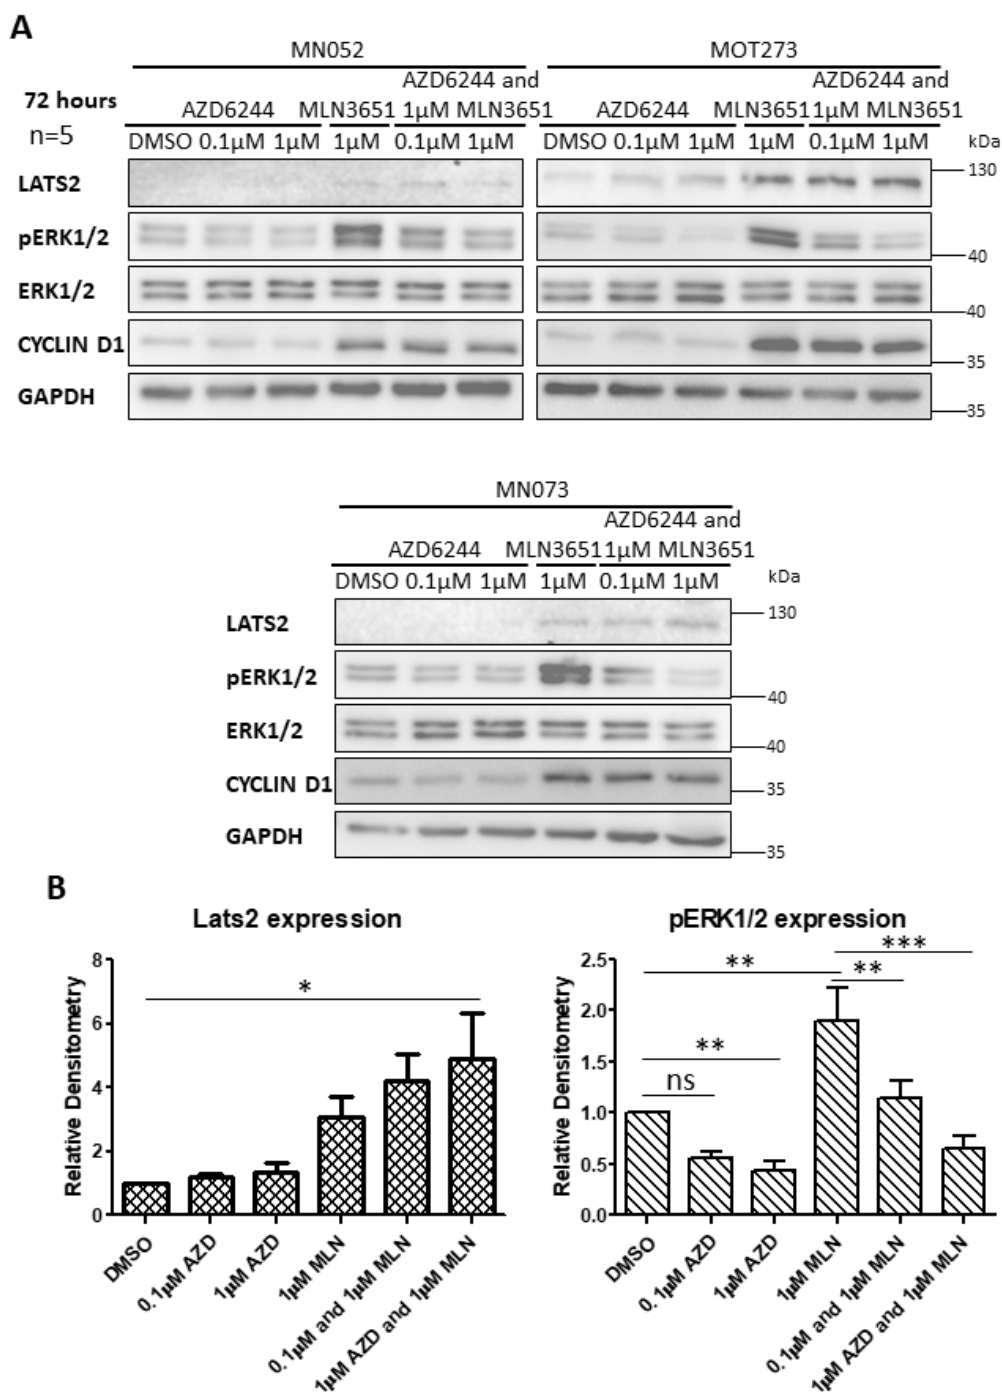 A
MN052
MOT273
AZD6244 and
AZD6244 and
72 hours
AZD6244
MLN3651
1µM MLN3651
AZD6244
MLN3651
1µM MLN3651
n=5
DMSO 0.1µM 1µM 1µM 0.1µM 1µM
DMSO 0.1µM 1µM 1µM 0.1µM 1µM
kDa
LATS2
130
pERK1/2
40
ERK1/2
40
CYCLIN D1
35
GAPDH
35
MN073
AZD6244 and
AZD6244
MLN3651
1µM MLN3651
DMSO 0.1µM 1µM 1µM 0.1µM 1µM
kDa
LATS2
130
pERK1/2
40
ERK1/2
40
CYCLIN D1
35
GAPDH
35
B
Lats2 expression
Relative Densitometry
8
6
4
2
0
*
DMSO
0.1µM AZD
1µM AZD
1µM MLN
0.1µM and 1µM MLN
1µM AZD and 1µM MLN
pERK1/2 expression
Relative Densitometry
2.5
2.0
1.5
1.0
0.5
0.0
***
**
**
**
ns
DMSO
0.1µM AZD
1µM AZD
1µM MLN
0.1µM and 1µM MLN
1µM AZD and 1µM MLN